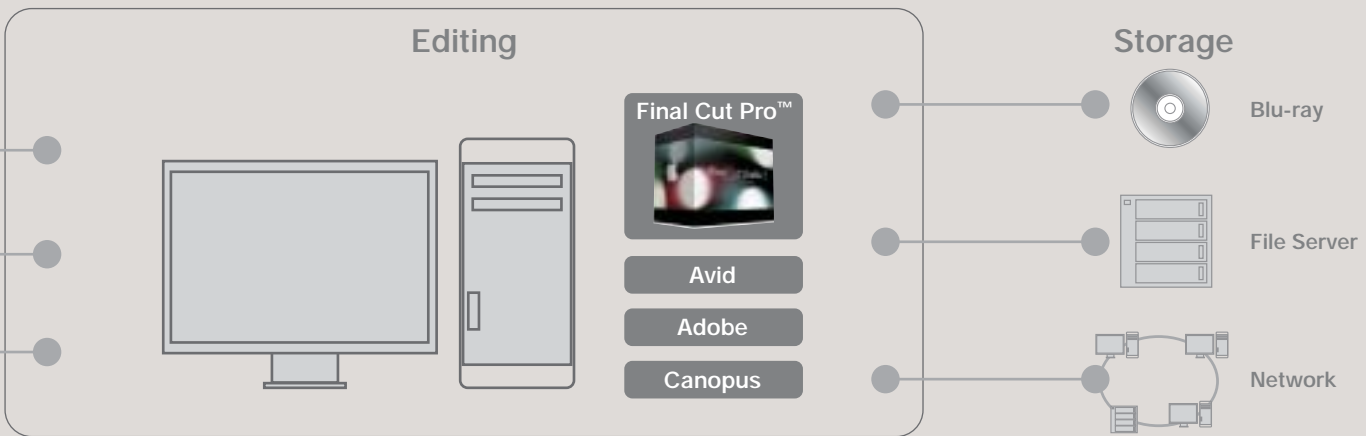 Editing
Final Cut Pro™
Avid
Adobe
Canopus
Storage
Blu-ray
File Server
Network